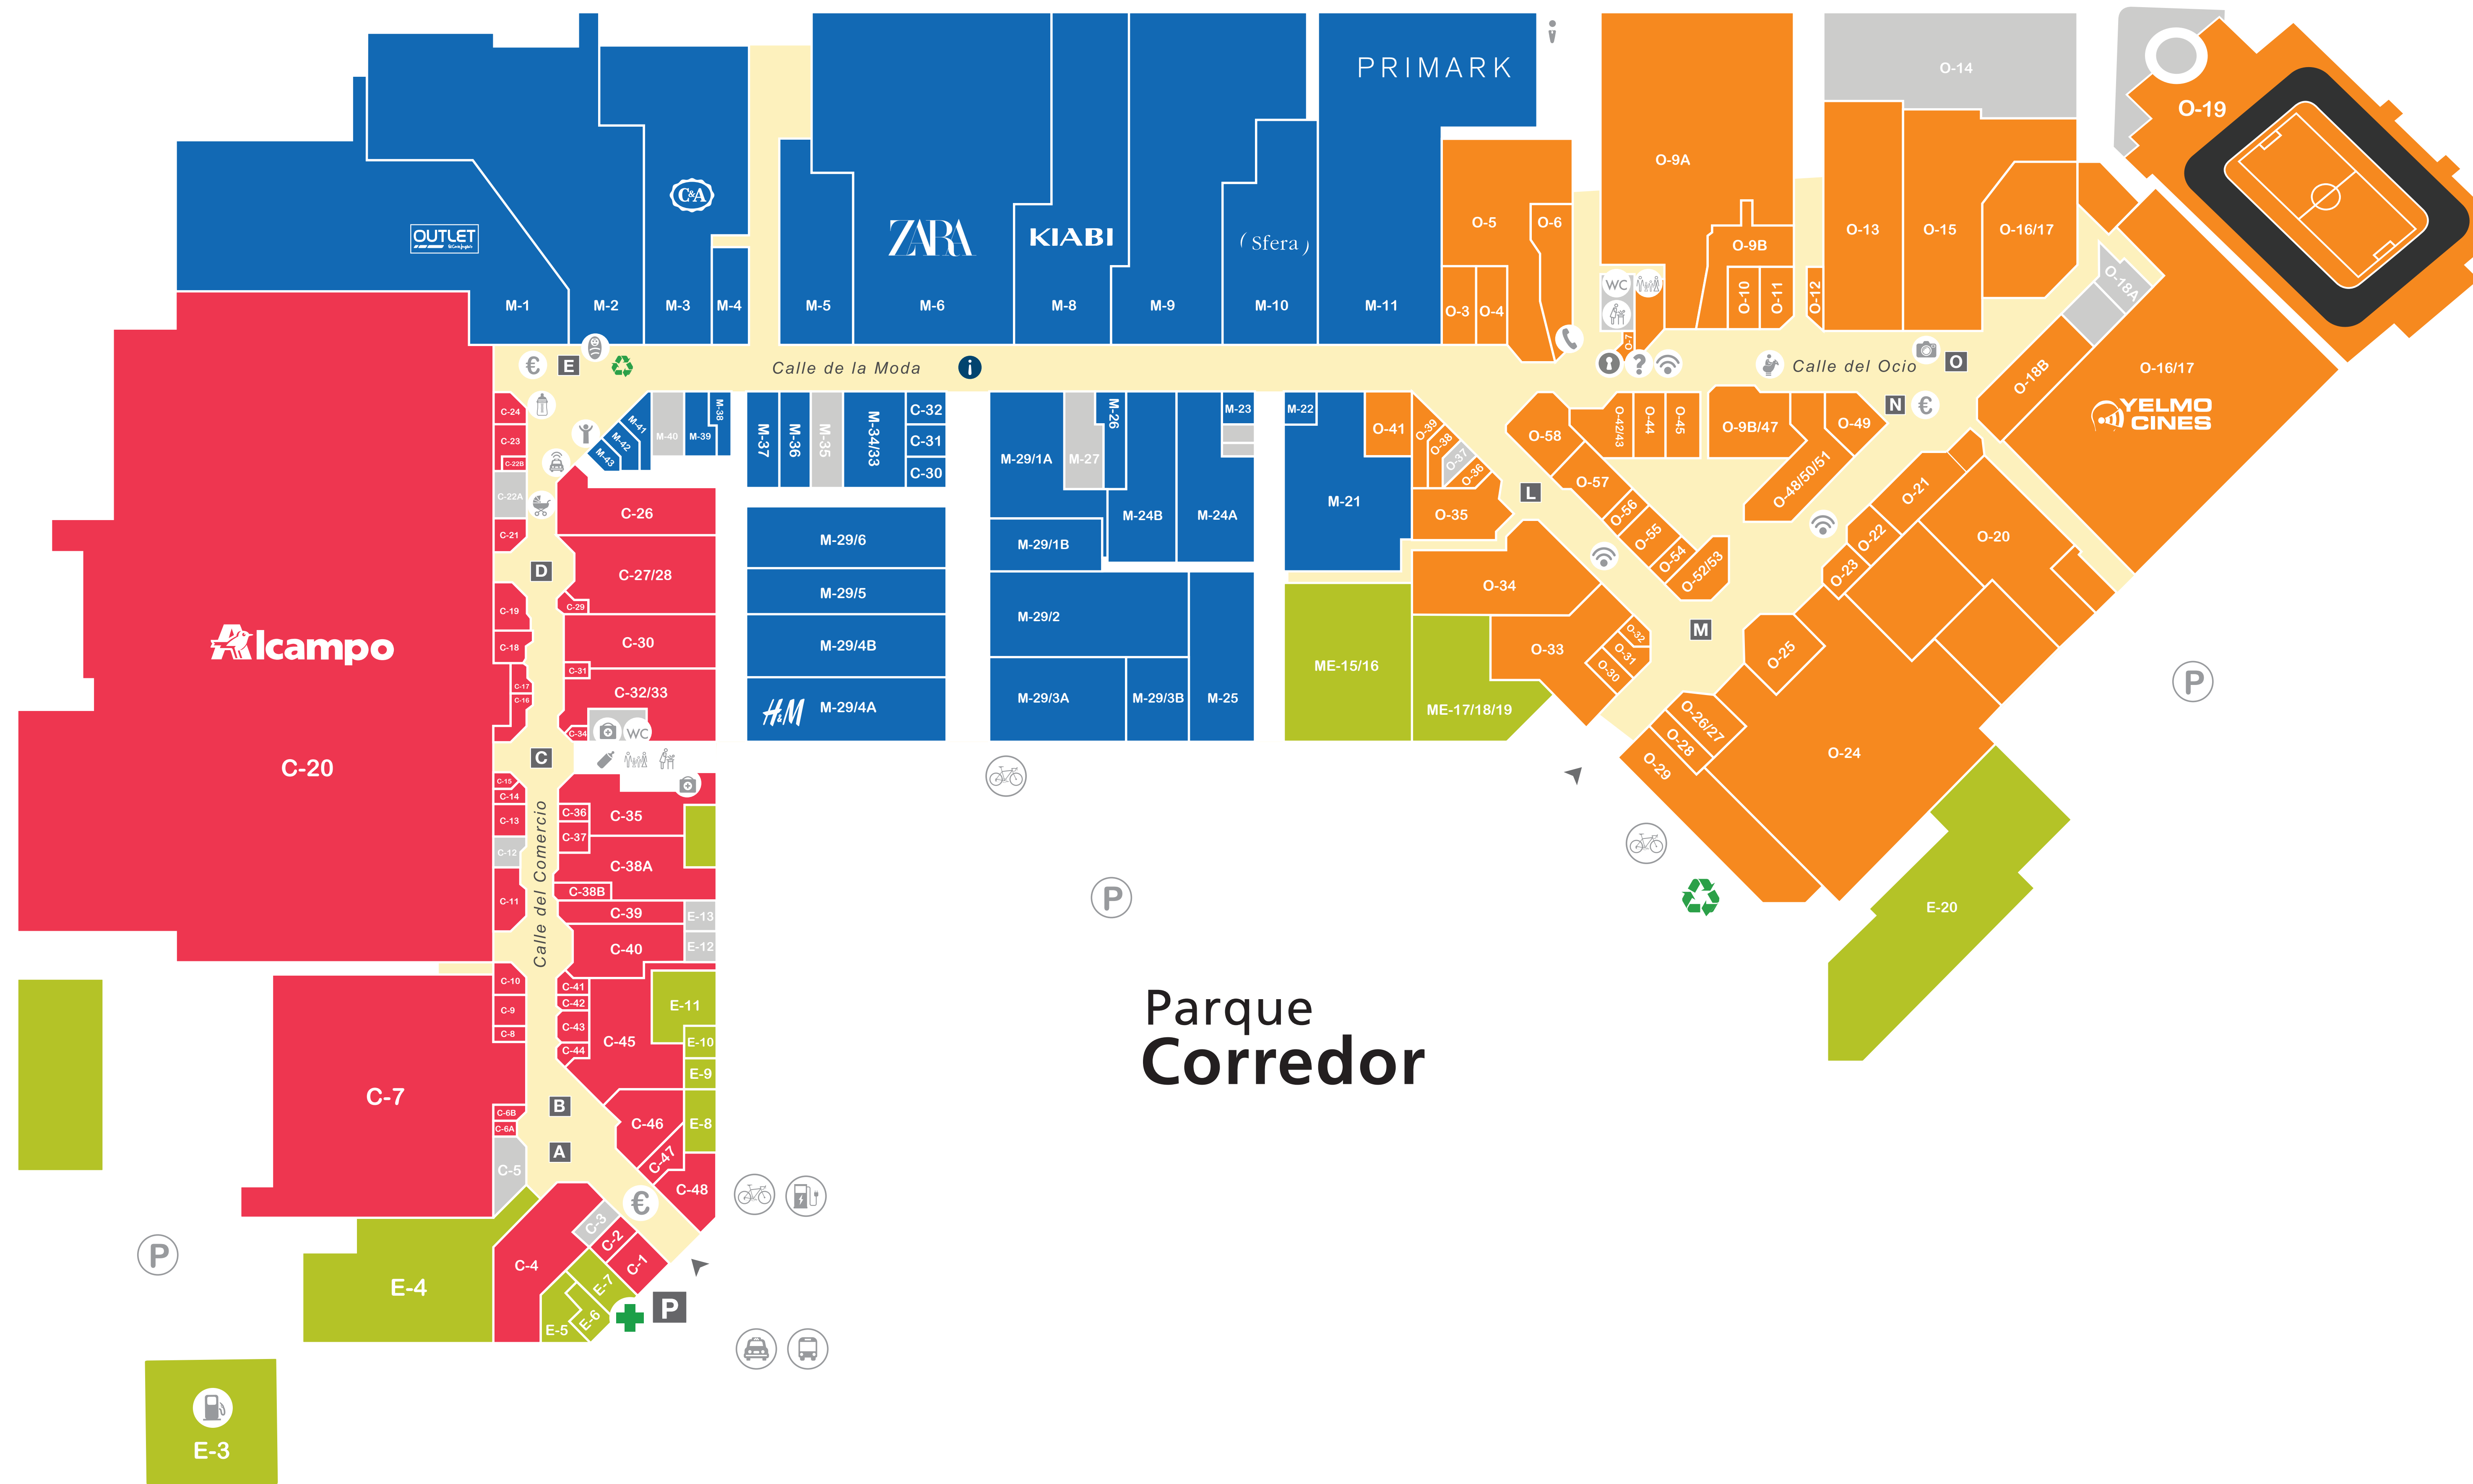 PRIMARK
O-14
O-19
O-9A
C&A
OUTLET
El Corte Inglés
ZARA
KIABI
Sfera
O-5
O-6
O-9B
O-13
O-15
O-16/17
O-18A
M-1
M-2
M-3
M-4
M-5
M-6
M-8
M-9
M-10
M-11
O-3
O-4
WC
O-7
O-10
O-11
O-12
E
Calle de la Moda
i
?
Calle del Ocio
O
O-18B
O-16/17
YELMO
CINES
C-24
C-23
C-22B
C-22A
C-21
M-43
M-42
M-41
M-40
M-39
M-38
M-37
M-36
M-35
M-34/33
C-32
C-31
C-30
M-29/1A
M-27
M-26
M-23
M-22
O-41
O-39
O-38
O-37
O-36
O-58
O-42/43
O-44
O-45
O-9B/47
O-49
N
€
O-48/50/51
C-26
M-29/6
M-29/1B
M-24B
M-24A
M-21
O-35
L
O-57
O-56
O-55
O-54
O-52/53
O-21
O-22
O-23
O-20
D
C-27/28
C-29
M-29/5
O-34
Alcampo
C-19
C-18
C-17
C-16
C-30
C-31
C-32/33
C-34
WC
M-29/4B
M-29/2
ME-15/16
O-33
O-32
O-31
O-30
M
O-25
H&M
M-29/4A
M-29/3A
M-29/3B
M-25
ME-17/18/19
O-26/27
O-28
O-29
O-24
P
C-20
C
C-15
C-14
C-13
C-12
C-11
Calle del Comercio
C-36
C-35
C-37
C-38A
C-38B
C-39
C-40
E-13
E-12
P
E-20
C-10
C-9
C-8
C-41
C-42
C-43
C-44
C-45
E-11
E-10
E-9
Parque
Corredor
C-7
B
C-6B
C-6A
A
C-5
C-46
C-47
C-48
E-8
€
C-3
C-2
C-1
C-4
E-4
E-7
E-6
E-5
P
P
E-3